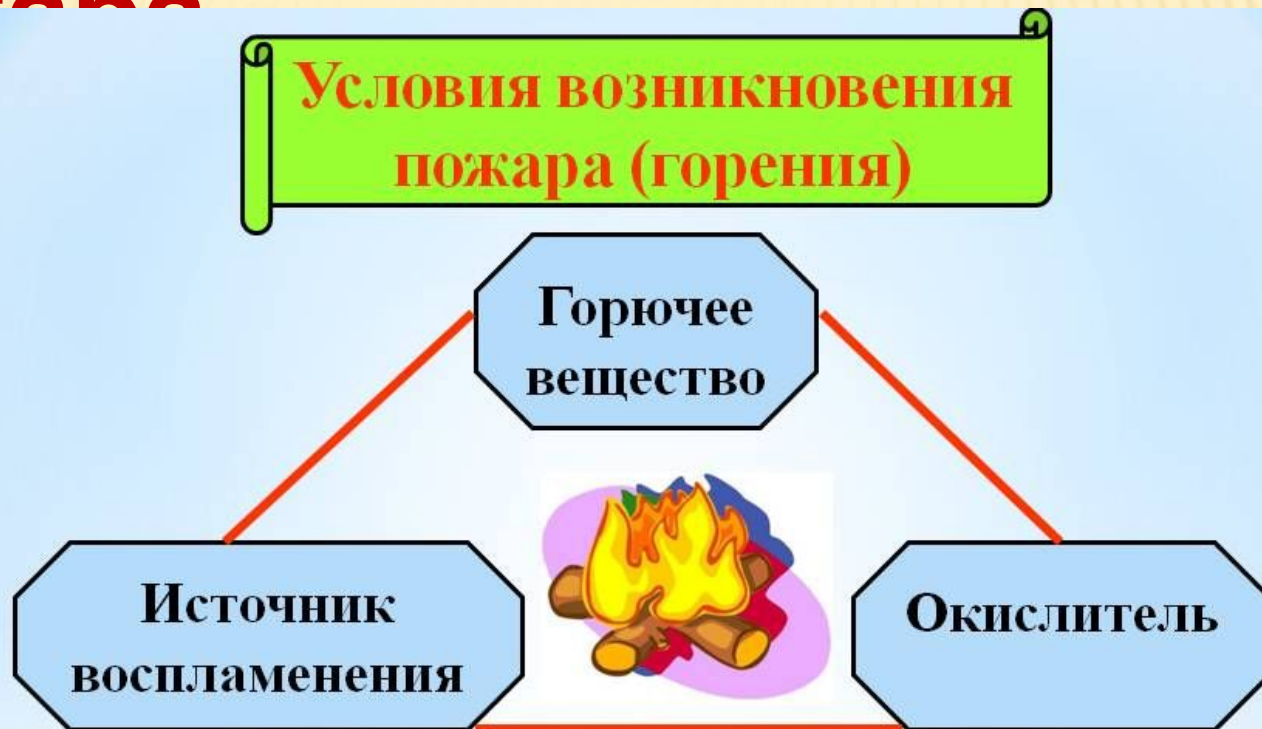 Условия возникновения
пожара (горения)
Горючее
вещество
Источник
воспламенения
Окислитель